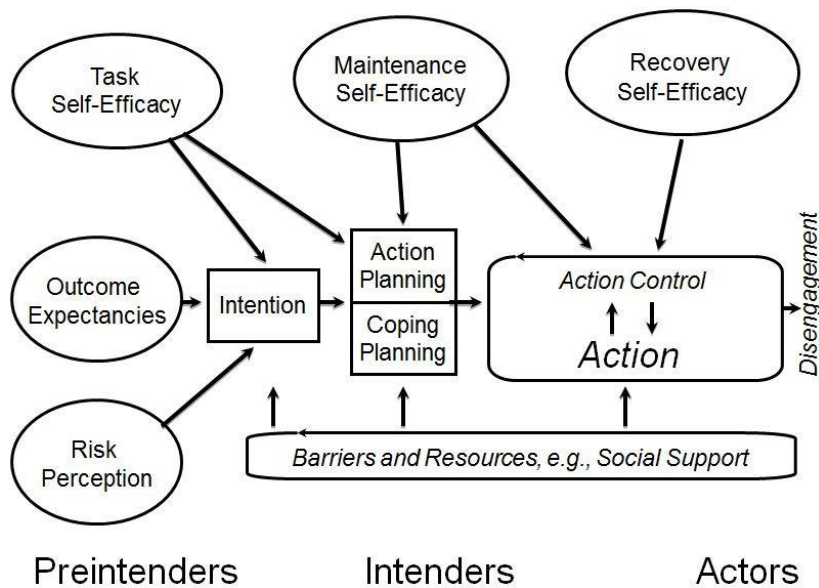 Task
Self-Efficacy
Maintenance
Self-Efficacy
Recovery
Self-Efficacy
Outcome
Expectancies
Intention
Action
Planning
Coping
Planning
Action Control
Action
Disengagement
Risk
Perception
Barriers and Resources, e.g., Social Support
Preintenders
Intenders
Actors